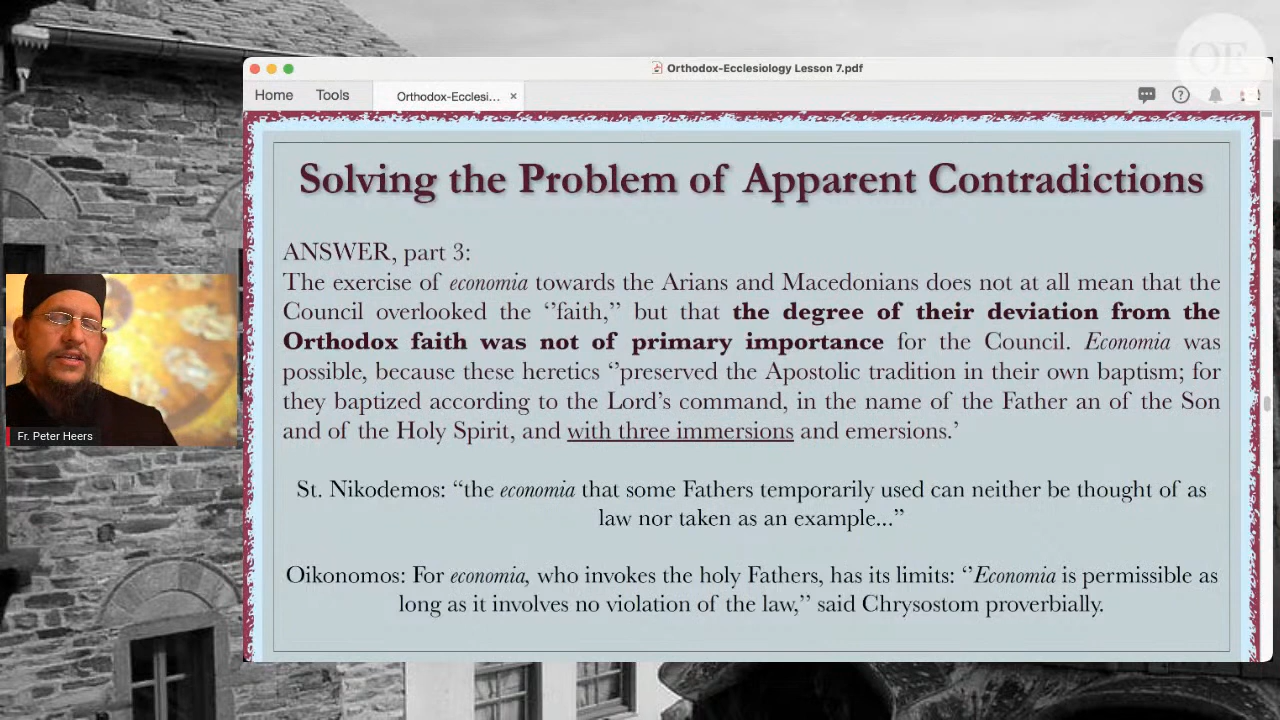 OE
Orthodox-Ecclesiology Lesson 7.pdf
Home Tools Orthodox-Ecclesi... ×
Solving the Problem of Apparent Contradictions
ANSWER, part 3:
The exercise of economia towards the Arians and Macedonians does not at all mean that the
Council overlooked the ‘’faith,’’ but that the degree of their deviation from the
Orthodox faith was not of primary importance for the Council. Economia was
possible, because these heretics ‘’preserved the Apostolic tradition in their own baptism; for
they baptized according to the Lord’s command, in the name of the Father an of the Son
and of the Holy Spirit, and with three immersions and emersions.’
St. Nikodemos: “the economia that some Fathers temporarily used can neither be thought of as
law nor taken as an example...”
Oikonomos: For economia, who invokes the holy Fathers, has its limits: ‘’Economia is permissible as
long as it involves no violation of the law,’’ said Chrysostom proverbially.
Fr. Peter Heers